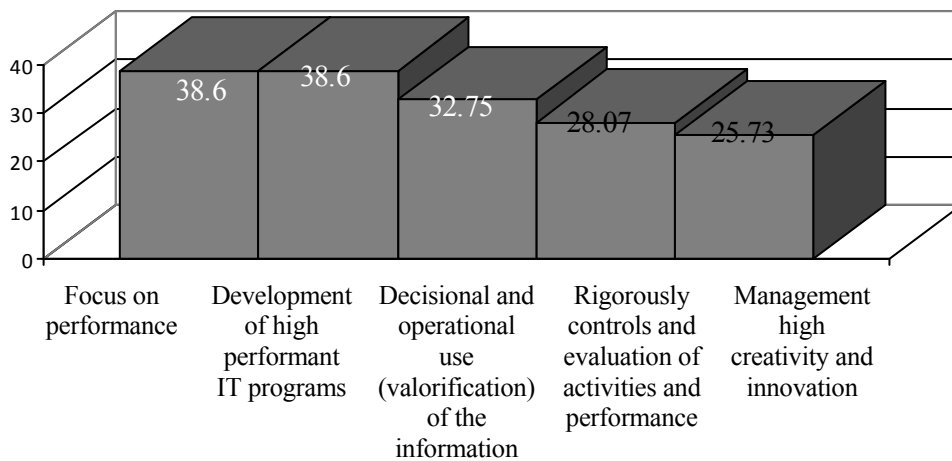 40
30
20
10
0
38.6
38.6
32.75
28.07
25.73
Focus on
performance
Development
of high
performant
IT programs
Decisional and
operational
use
(valorification)
of the
information
Rigorously
controls and
evaluation of
activities and
performance
Management
high
creativity and
innovation